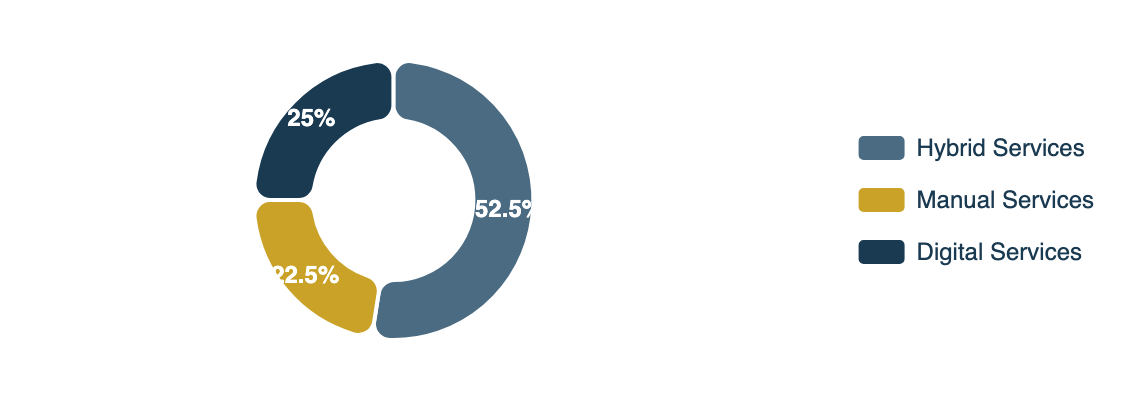 25%
52.5%
22.5%
Hybrid Services
Manual Services
Digital Services